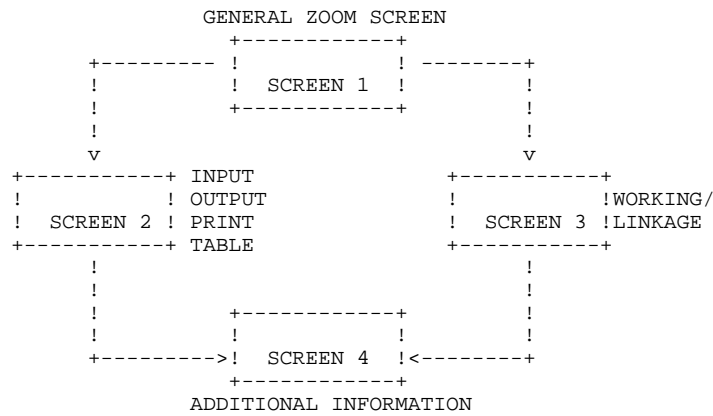 GENERAL ZOOM SCREEN
SCREEN 1
INPUT
OUTPUT
SCREEN 2 PRINT
TABLE
WORKING/
SCREEN 3 LINKAGE
SCREEN 4
ADDITIONAL INFORMATION